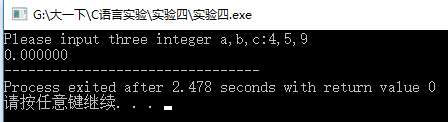 G:\大一下\C语言实验\实验四\实验四.exe
Please input three integer a,b,c:4,5,9
0.000000
--------------------------------
Process exited after 2.478 seconds with return value 0
请按任意键继续. . .